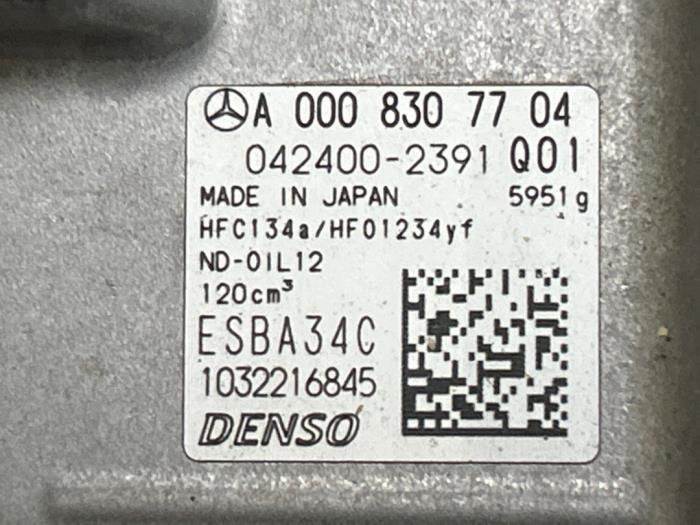 A 000 830 77 04
042400-2391 Q01
MADE IN JAPAN 5951g
HFC134a/HFO1234yf
ND-OIL12
120cm³
ESBA34C
1032216845
DENSO